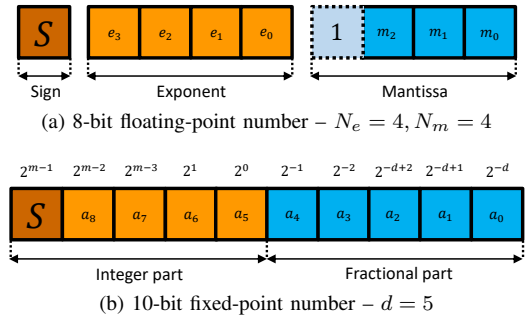 S e₃ e₂ e₁ e₀ 1 m₂ m₁ m₀
Sign Exponent Mantissa
(a) 8-bit floating-point number – Nₑ = 4, Nₘ = 4
2^{m−1} 2^{m−2} 2^{m−3} 2^1 2^0 2^{−1} 2^{−2} 2^{−d+2} 2^{−d+1} 2^{−d}
S a₈ a₇ a₆ a₅ a₄ a₃ a₂ a₁ a₀
Integer part Fractional part
(b) 10-bit fixed-point number – d = 5